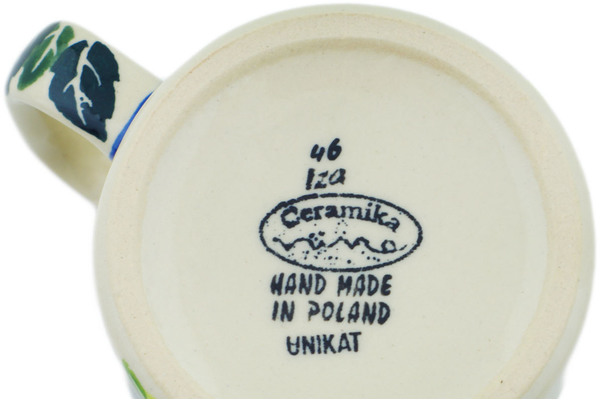 46
Iza
Ceramika
HAND MADE
IN POLAND
UNIKAT